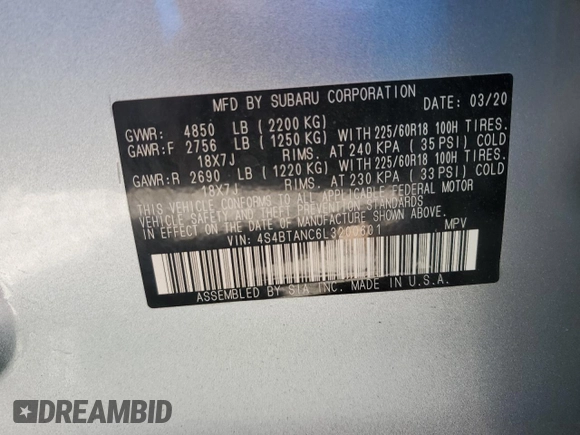 MFD BY SUBARU CORPORATION DATE: 03/20
GVWR: 4850 LB (2200 KG)
GAWR:F 2756 LB (1250 KG) WITH 225/60R18 100H TIRES.
18X7J RIMS. AT 240 KPA (35 PSI) COLD
GAWR:R 2690 LB (1220 KG) WITH 225/60R18 100H TIRES.
18X7J RIMS. AT 230 KPA (33 PSI) COLD
THIS VEHICLE CONFORMS TO ALL APPLICABLE FEDERAL MOTOR
VEHICLE SAFETY AND THEFT PREVENTION STANDARDS
IN EFFECT ON THE DATE OF MANUFACTURE SHOWN ABOVE.
VIN: MPV
ASSEMBLED BY SIA INC. MADE IN U.S.A.
DREAMBID